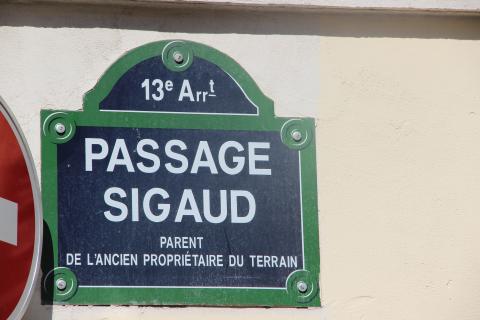 13e Arrt
PASSAGE
SIGAUD
PARENT
DE L'ANCIEN PROPRIÉTAIRE DU TERRAIN